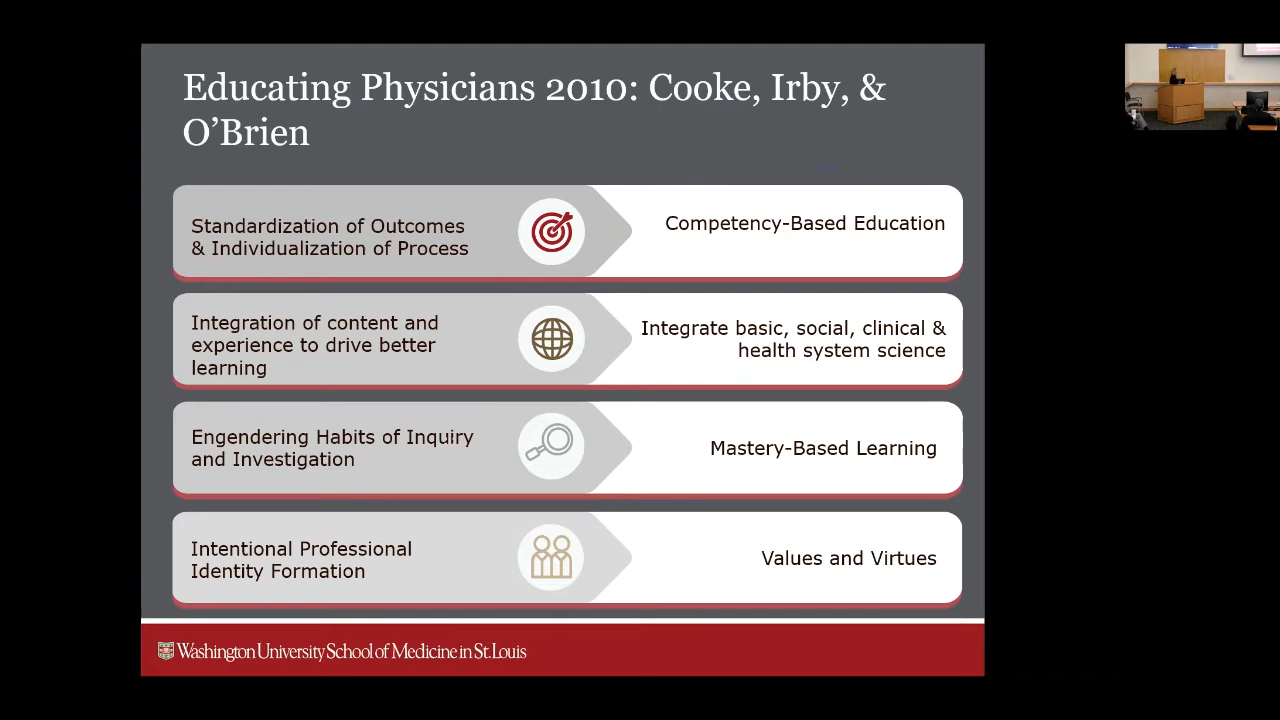 Educating Physicians 2010: Cooke, Irby, &
O’Brien
Standardization of Outcomes
& Individualization of Process
Competency-Based Education
Integration of content and
experience to drive better
learning
Integrate basic, social, clinical &
health system science
Engendering Habits of Inquiry
and Investigation
Mastery-Based Learning
Intentional Professional
Identity Formation
Values and Virtues
Washington University School of Medicine in St. Louis